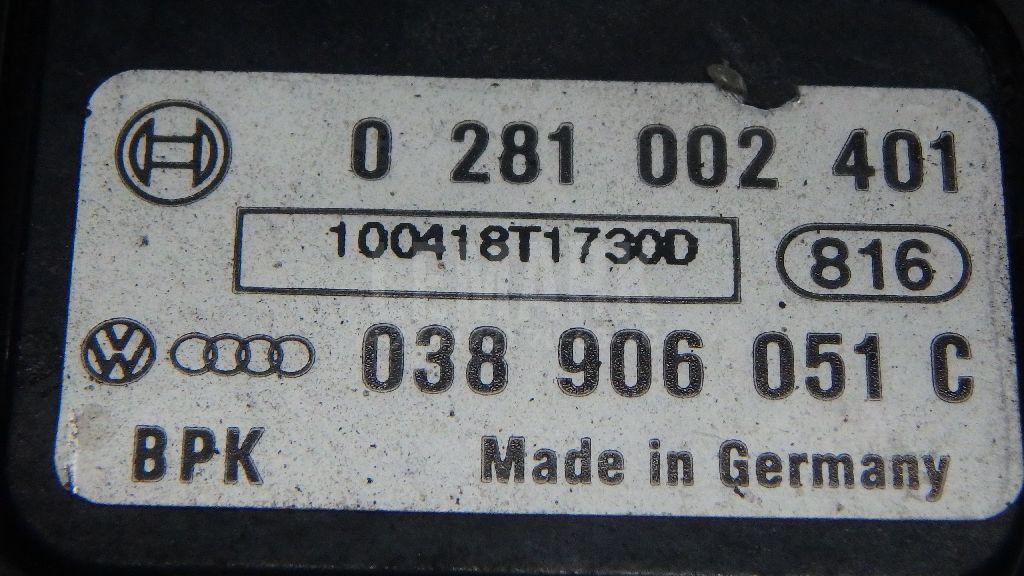 0 281 002 401
100418T1730D
816
038 906 051 C
BPK
Made in Germany